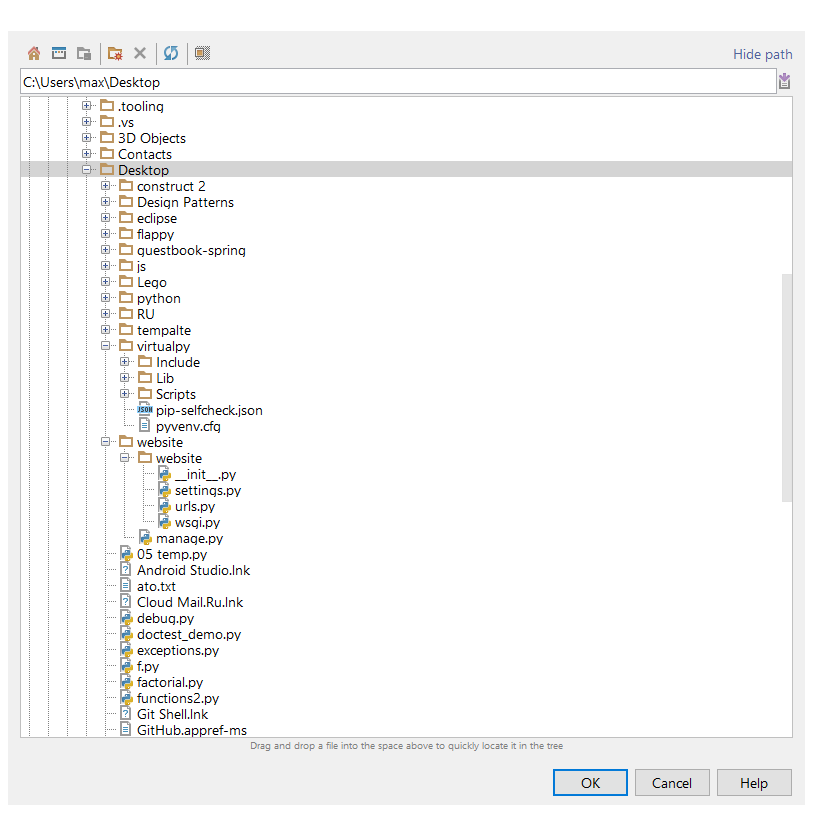 Hide path
C:\Users\max\Desktop
.tooling
.vs
3D Objects
Contacts
Desktop
construct 2
Design Patterns
eclipse
flappy
guestbook-spring
js
Lego
python
RU
tempalte
virtualpy
Include
Lib
Scripts
JSON pip-selfcheck.json
pyvenv.cfg
website
website
__init__.py
settings.py
urls.py
wsgi.py
manage.py
05 temp.py
Android Studio.lnk
ato.txt
Cloud Mail.Ru.lnk
debug.py
doctest_demo.py
exceptions.py
f.py
factorial.py
functions2.py
Git Shell.lnk
GitHub.appref-ms
Drag and drop a file into the space above to quickly locate it in the tree
OK Cancel Help